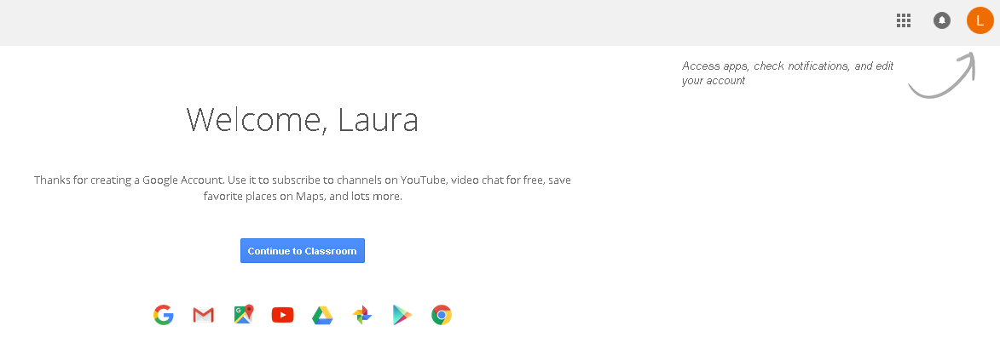 L
Access apps, check notifications, and edit
your account
Welcome, Laura
Thanks for creating a Google Account. Use it to subscribe to channels on YouTube, video chat for free, save
favorite places on Maps, and lots more.
Continue to Classroom